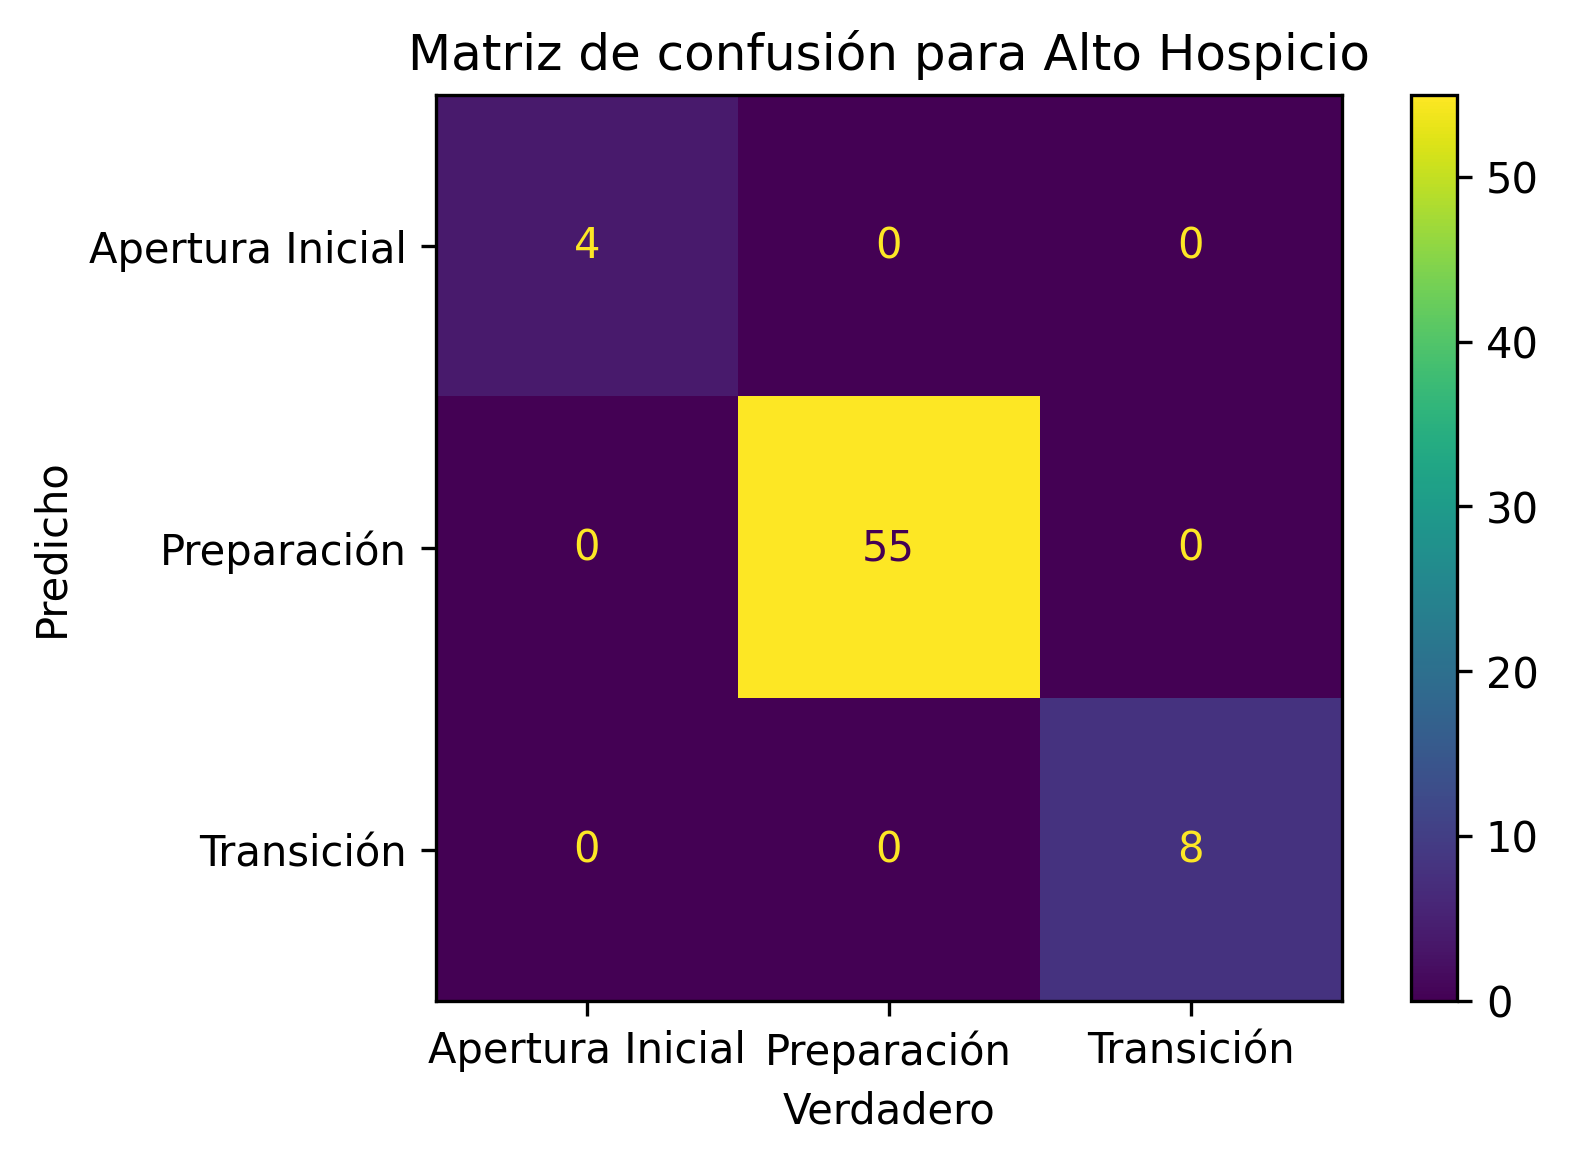 Matriz de confusión para Alto Hospicio
Predicho
Apertura Inicial
4 0 0
Preparación
0 55 0
Transición
0 0 8
Apertura Inicial Preparación Transición
Verdadero
50
40
30
20
10
0